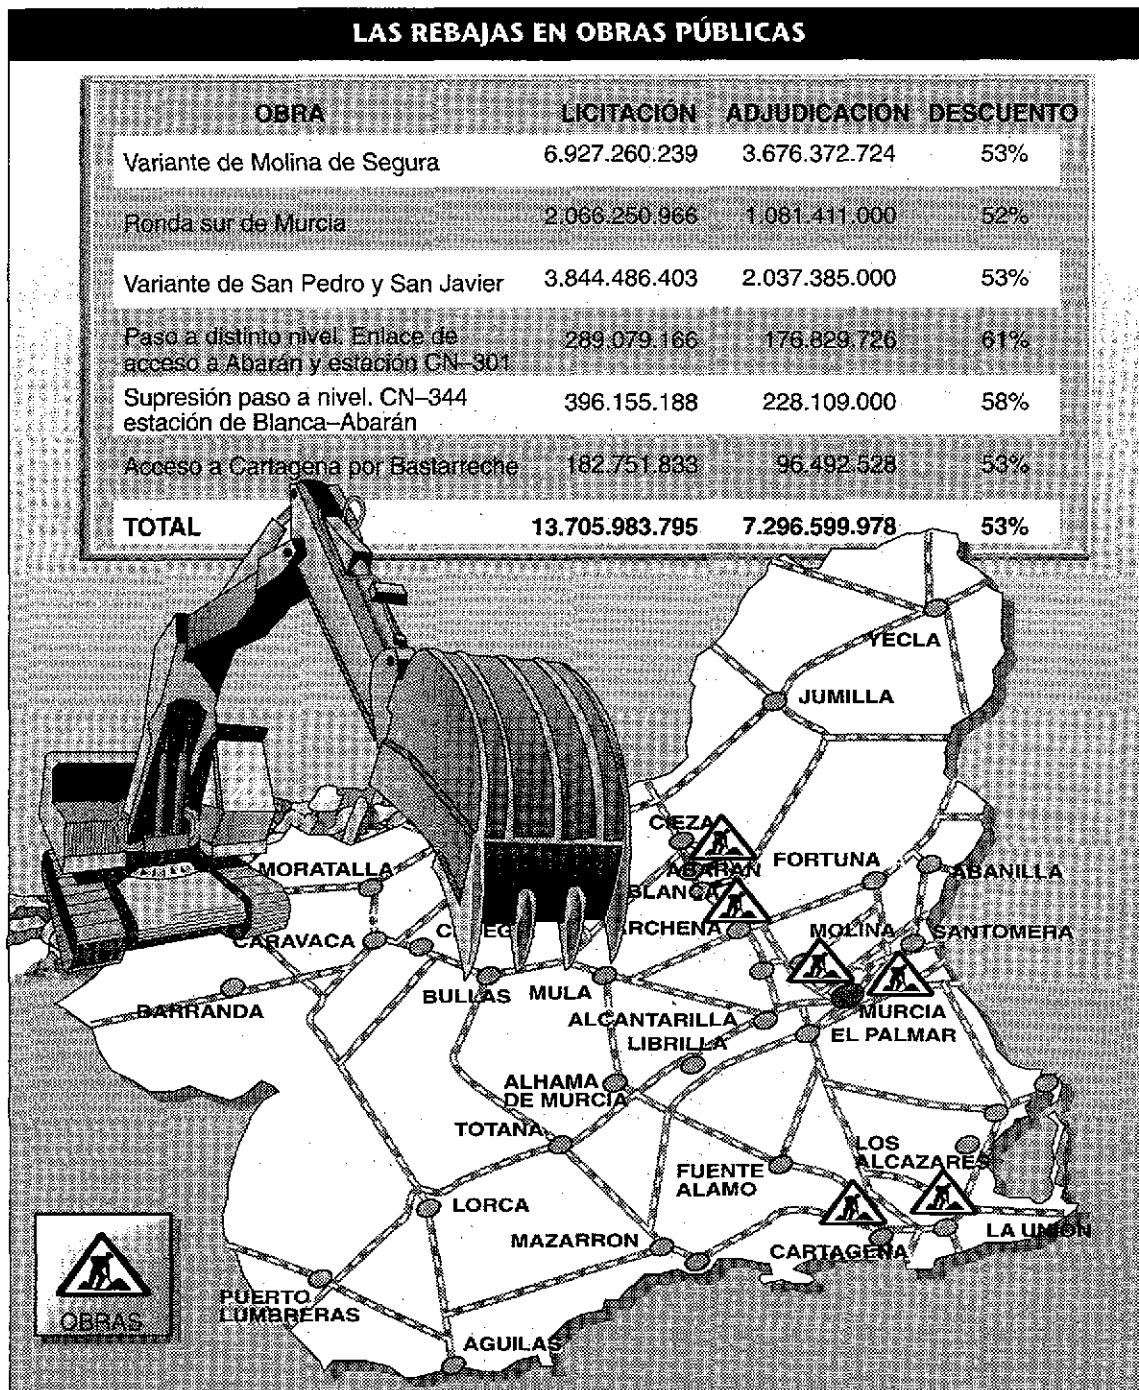 LAS REBAJAS EN OBRAS PÚBLICAS
OBRA LICITACIÓN ADJUDICACIÓN DESCUENTO
Variante de Molina de Segura 6.927.260.239 3.676.372.724 53%
Ronda sur de Murcia 2.066.250.966 1.081.411.000 52%
Variante de San Pedro y San Javier 3.844.486.403 2.037.385.000 53%
Paso a distinto nivel. Enlace de
acceso a Abarán y estación CN–301 289.079.166 176.829.726 61%
Supresión paso a nivel. CN–344
estación de Blanca–Abarán 396.155.188 228.109.000 58%
Acceso a Cartagena por Bastarreche 182.751.833 96.492.528 53%
TOTAL 13.705.983.795 7.296.599.978 53%
YECLA
JUMILLA
CIEZA
ABARAN
FORTUNA
ABANILLA
MORATALLA
BLANCA
ARCHENA
MOLINA
SANTOMERA
CARAVACA
BULLAS
MULA
BARRANDA
ALCANTARILLA
MURCIA
LIBRILLA
EL PALMAR
ALHAMA
DE MURCIA
TOTANA
LOS
ALCAZARES
FUENTE
ALAMO
LORCA
MAZARRON
CARTAGENA
LA UNION
PUERTO
LUMBRERAS
AGUILAS
OBRAS